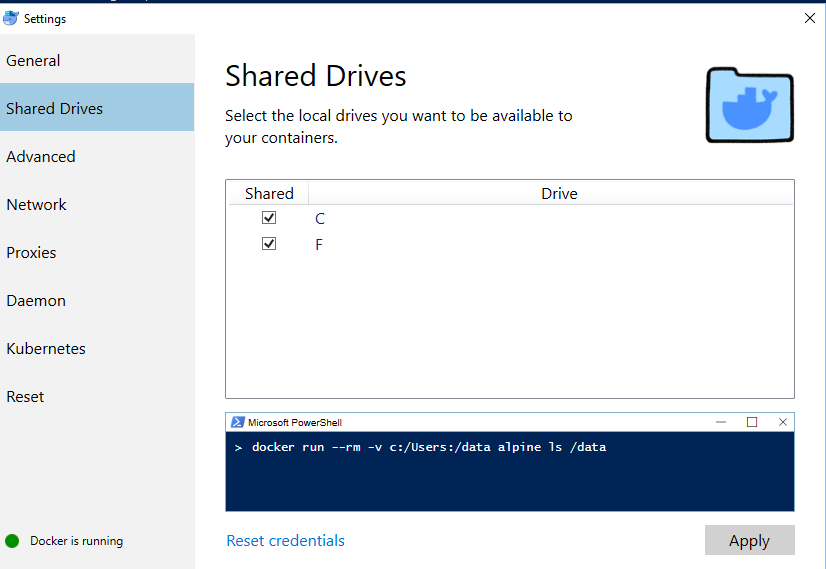 Settings
General
Shared Drives
Advanced
Network
Proxies
Daemon
Kubernetes
Reset
Docker is running
Shared Drives
Select the local drives you want to be available to
your containers.
Shared Drive
C
F
Microsoft PowerShell
> docker run --rm -v c:/Users:/data alpine ls /data
Reset credentials
Apply